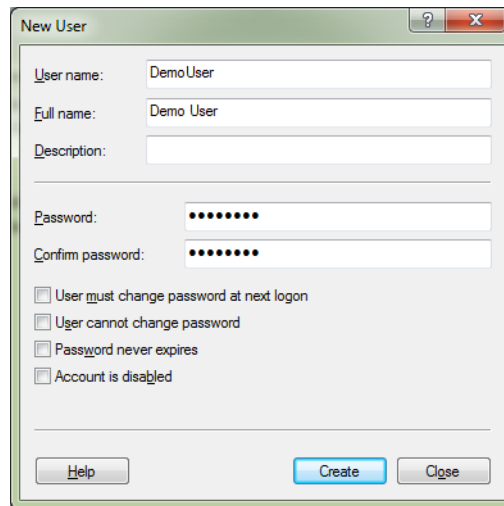 New User
User name: DemoUser
Full name: Demo User
Description:
Password: ●●●●●●●●
Confirm password: ●●●●●●●●
User must change password at next logon
User cannot change password
Password never expires
Account is disabled
Help Create Close